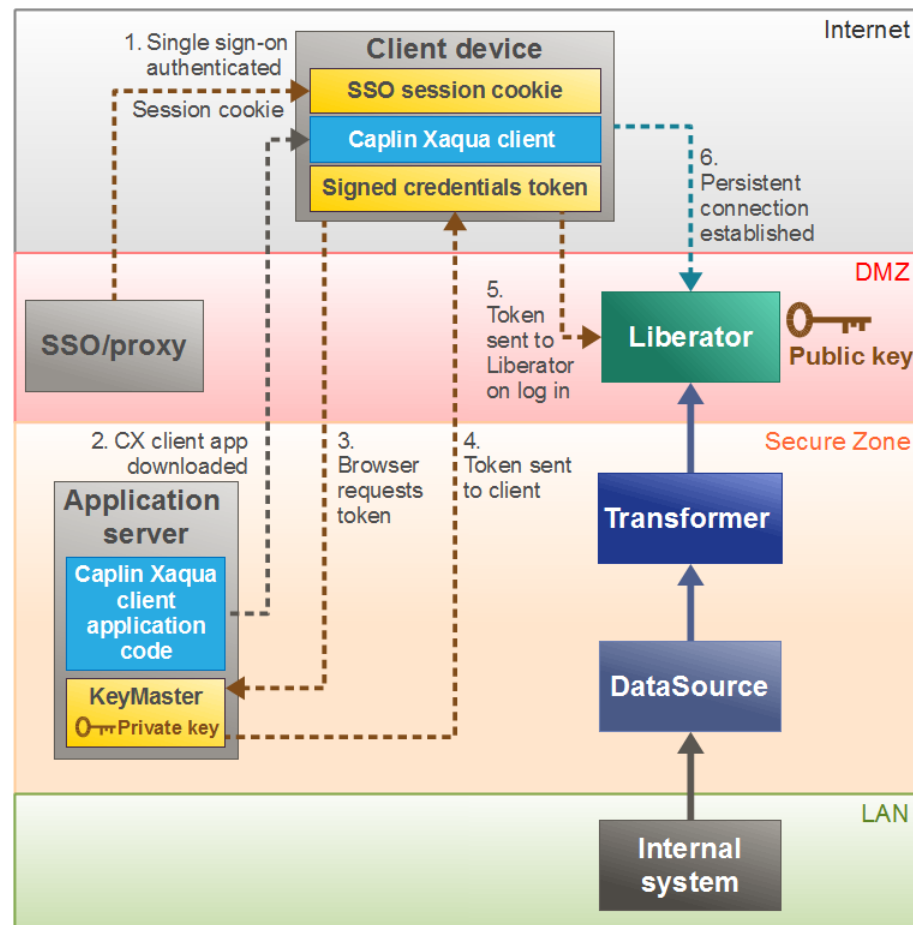 Internet
1. Single sign-on
authenticated
Session cookie
Client device
SSO session cookie
Caplin Xaqua client
Signed credentials token
6.
Persistent
connection
established
DMZ
SSO/proxy
5.
Token
sent to
Liberator
on log in
Liberator
Public key
Secure Zone
2. CX client app
downloaded
3.
Browser
requests
token
4.
Token sent
to client
Application
server
Caplin Xaqua
client
application
code
KeyMaster
Private key
Transformer
DataSource
LAN
Internal
system